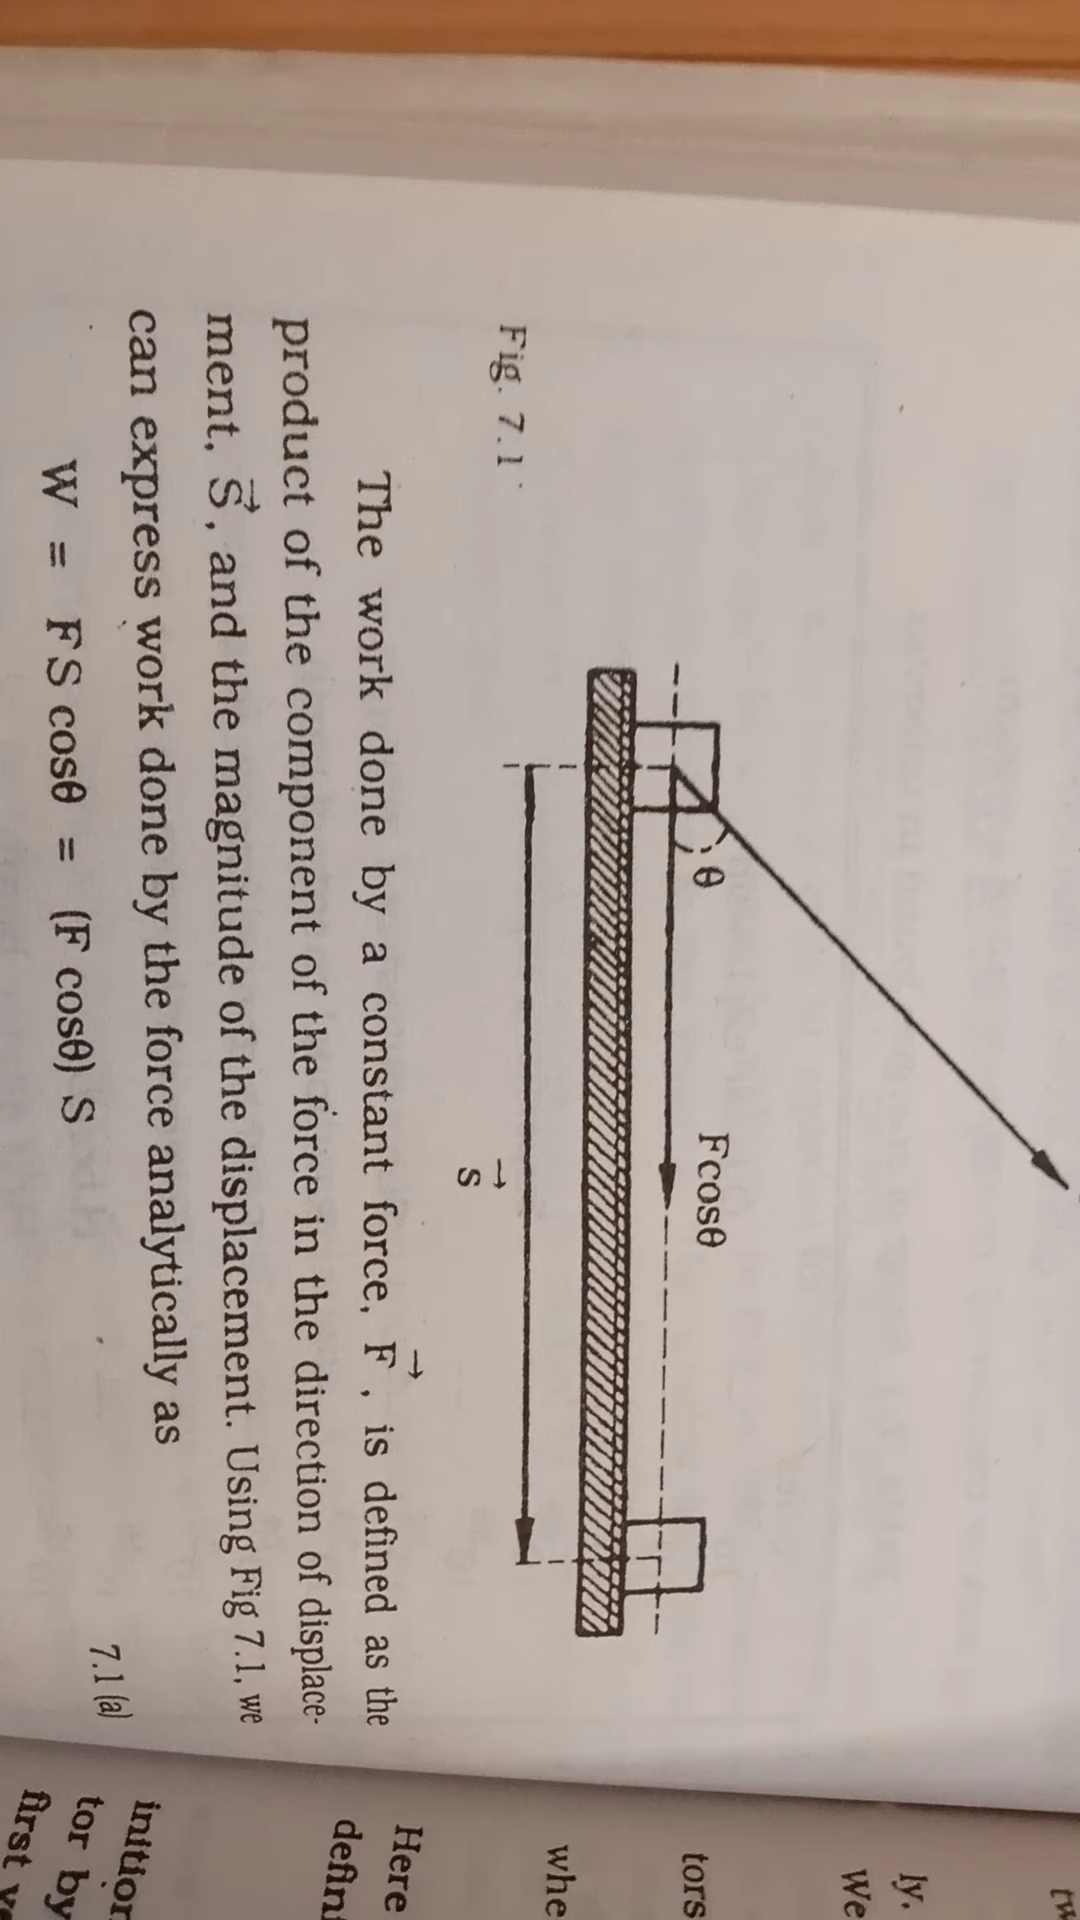 θ
Fcosθ
→
s
Fig. 7.1
The work done by a constant force, F⃗, is defined as the
product of the component of the force in the direction of displace-
ment, S⃗, and the magnitude of the displacement. Using Fig 7.1, we
can express work done by the force analytically as
W = FS cosθ = (F cosθ) S
7.1 (a)
ly.
We
tors
whe
Here
defin
tor by